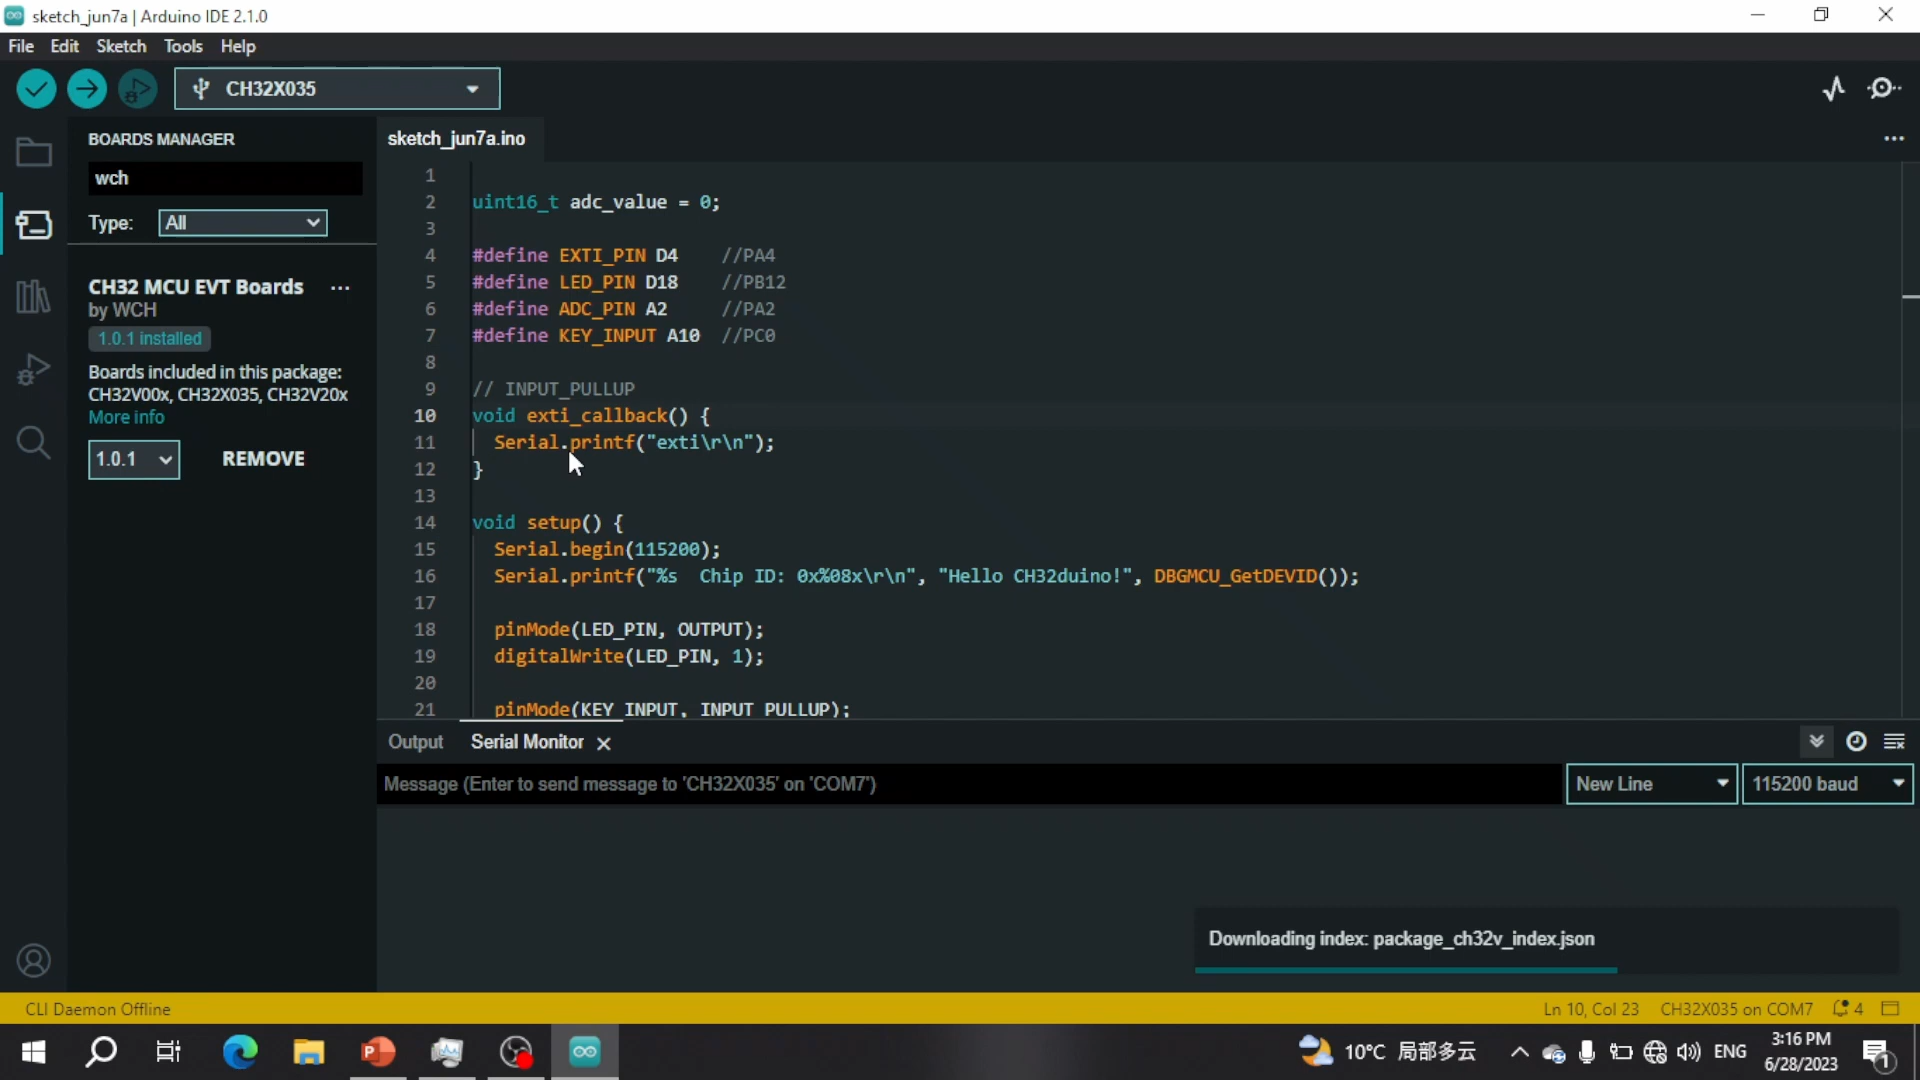 sketch_jun7a | Arduino IDE 2.1.0
File Edit Sketch Tools Help
CH32X035
BOARDS MANAGER
wch
Type: All
CH32 MCU EVT Boards ...
by WCH
1.0.1 installed
Boards included in this package:
CH32V00x, CH32X035, CH32V20x
More info
1.0.1 REMOVE
sketch_jun7a.ino
1
2 uint16_t adc_value = 0;
3
4 #define EXTI_PIN D4 //PA4
5 #define LED_PIN D18 //PB12
6 #define ADC_PIN A2 //PA2
7 #define KEY_INPUT A10 //PC0
8
9 // INPUT_PULLUP
10 void exti_callback() {
11 Serial.printf("exti\r\n");
12 }
13
14 void setup() {
15 Serial.begin(115200);
16 Serial.printf("%s Chip ID: 0x%08x\r\n", "Hello CH32duino!", DBGMCU_GetDEVID());
17
18 pinMode(LED_PIN, OUTPUT);
19 digitalWrite(LED_PIN, 1);
20
21 pinMode(KEY_INPUT, INPUT_PULLUP);
Output Serial Monitor
Message (Enter to send message to 'CH32X035' on 'COM7')
New Line 115200 baud
Downloading index: package_ch32v_index.json
CLI Daemon Offline Ln 10, Col 23 CH32X035 on COM7 4
10°C 局部多云 ENG 3:16 PM
6/28/2023 1